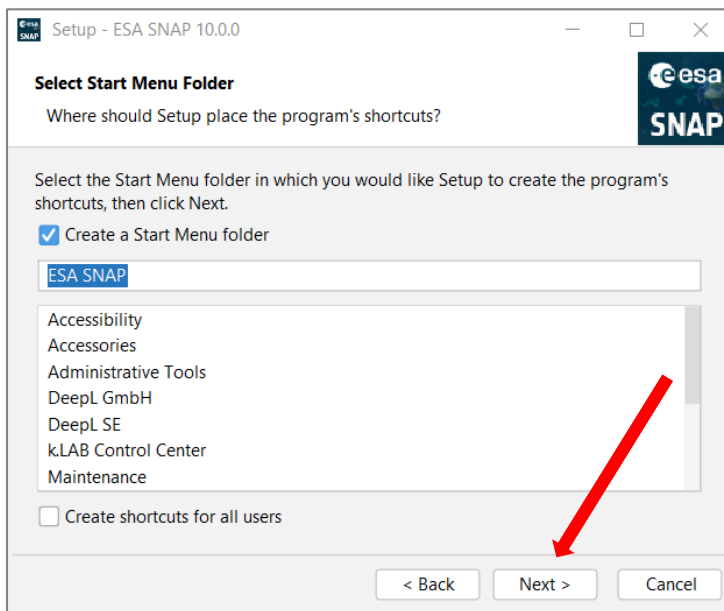 esa
SNAP
Setup - ESA SNAP 10.0.0
Select Start Menu Folder
Where should Setup place the program's shortcuts?
esa
SNAP
Select the Start Menu folder in which you would like Setup to create the program's
shortcuts, then click Next.
Create a Start Menu folder
ESA SNAP
Accessibility
Accessories
Administrative Tools
DeepL GmbH
DeepL SE
k.LAB Control Center
Maintenance
Create shortcuts for all users
< Back Next > Cancel